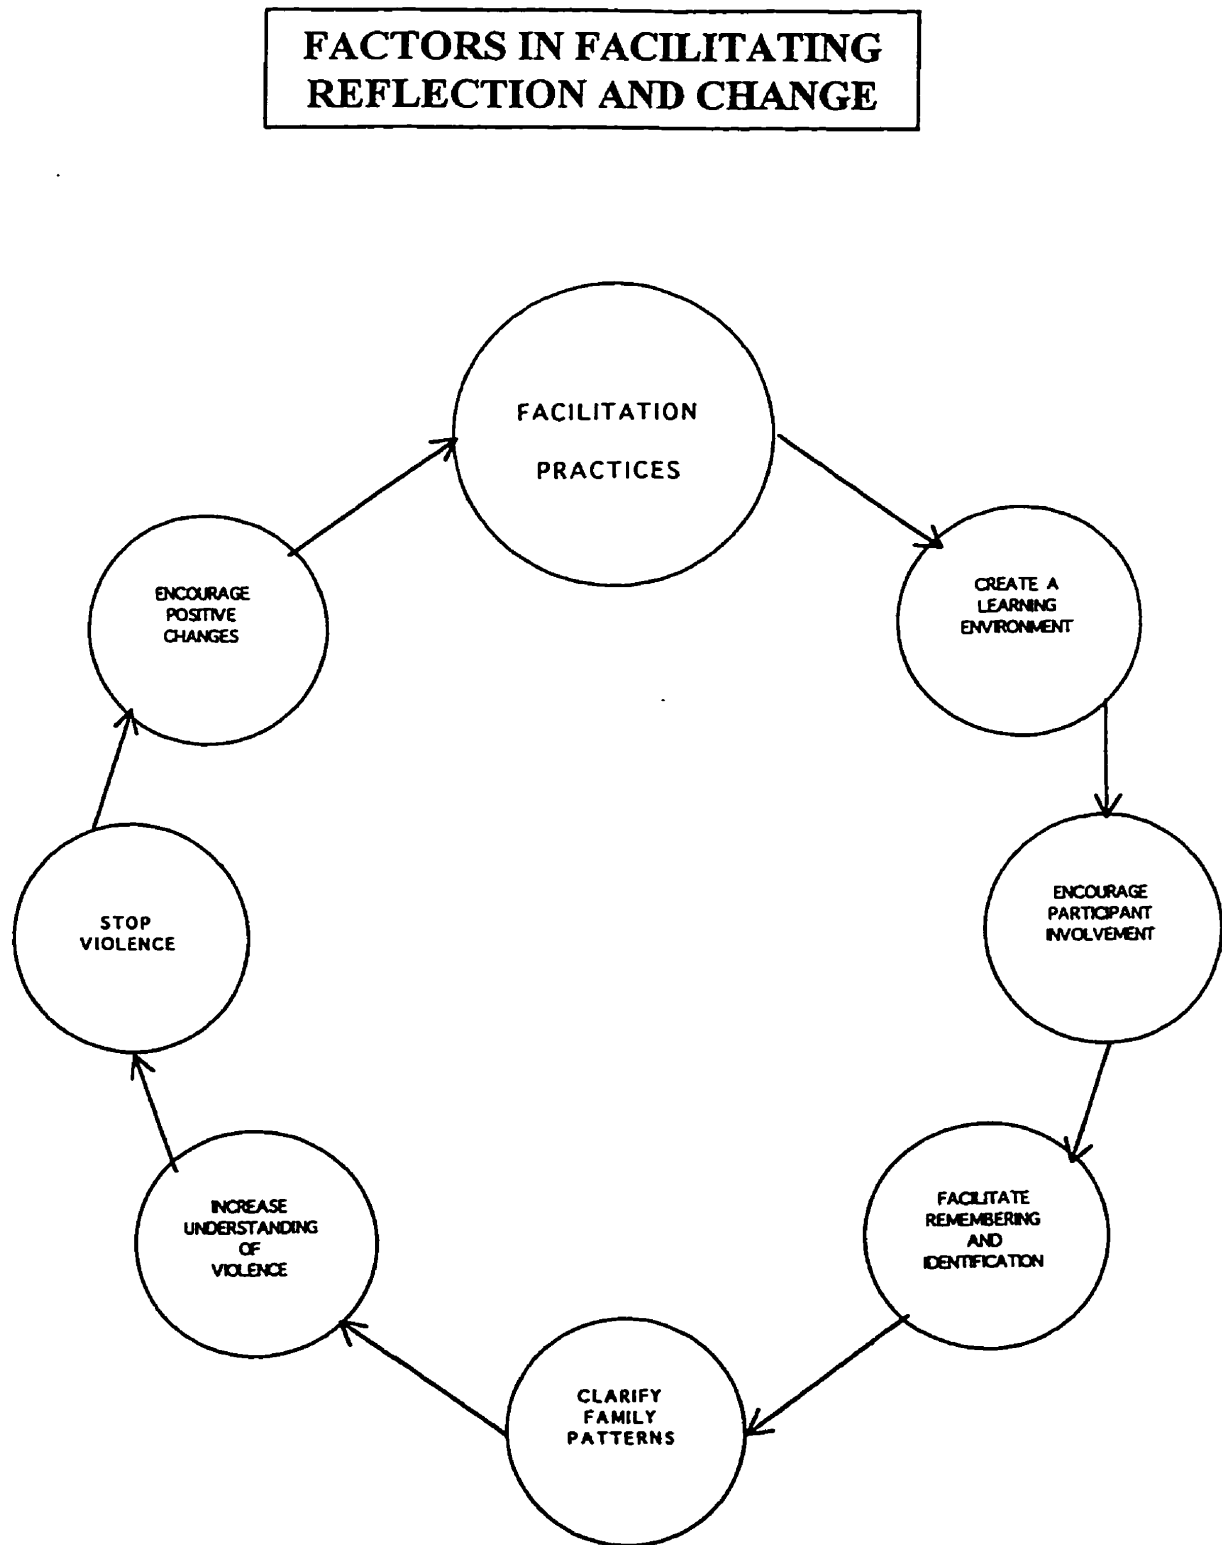 FACTORS IN FACILITATING
REFLECTION AND CHANGE
FACILITATION
PRACTICES
CREATE A
LEARNING
ENVIRONMENT
ENCOURAGE
PARTICIPANT
INVOLVEMENT
FACILITATE
REMEMBERING
AND
IDENTIFICATION
CLARIFY
FAMILY
PATTERNS
INCREASE
UNDERSTANDING
OF
VIOLENCE
STOP
VIOLENCE
ENCOURAGE
POSITIVE
CHANGES